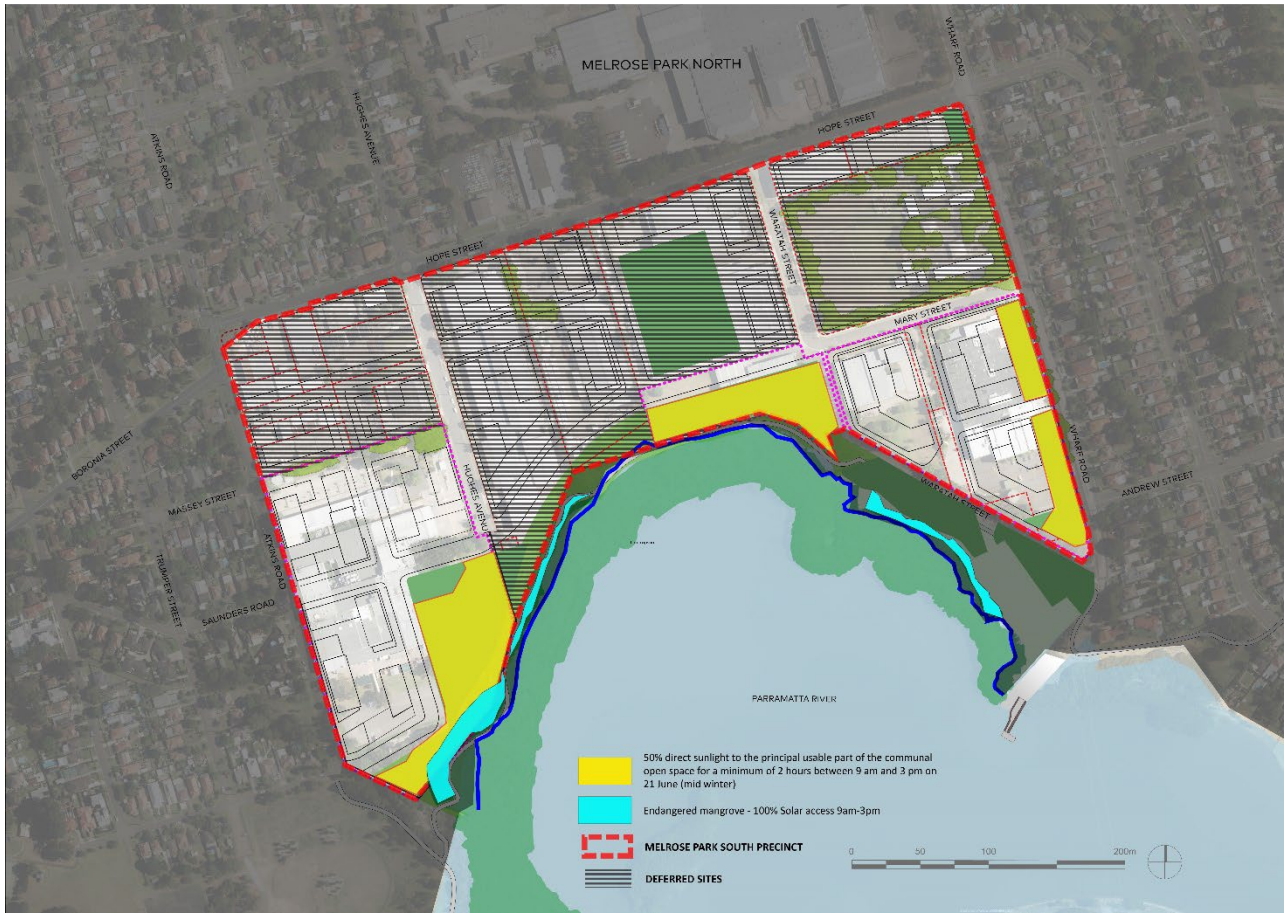 MELROSE PARK NORTH
WHARF ROAD
HUGHES AVENUE
ATKINS ROAD
HOPE STREET
HOPE STREET
WARATAH STREET
MARY STREET
BORONIA STREET
MASSEY STREET
HUGHES AVENUE
WHARF ROAD
ANDREW STREET
WARATAH STREET
ATKINS ROAD
TRUMPER STREET
SAUNDERS ROAD
PARRAMATTA RIVER
50% direct sunlight to the principal usable part of the communal
open space for a minimum of 2 hours between 9 am and 3 pm on
21 June (mid winter)
Endangered mangrove - 100% Solar access 9am-3pm
MELROSE PARK SOUTH PRECINCT
DEFERRED SITES
0 50 100 200m